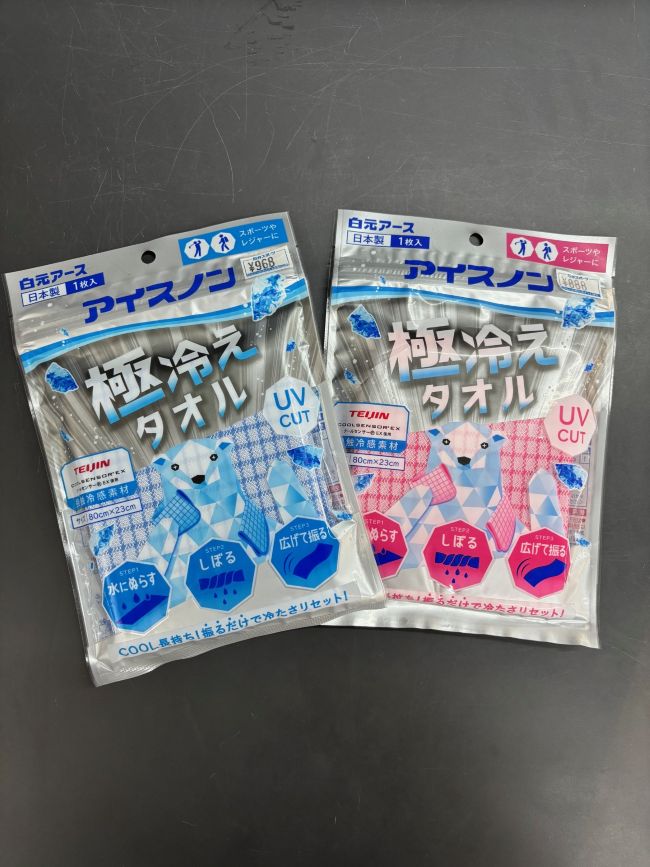 白元アース
日本製 1枚入
スポーツや
レジャーに
¥968
アイスノン
極冷え
タオル
UV
CUT
TEIJIN
COOLSENSOR®EX
接触冷感素材
80cm×23cm
STEP1
水にぬらす
STEP2
しぼる
STEP3
広げて振る
COOL長持ち!振るだけで冷たさリセット!
白元アース
日本製 1枚入
スポーツや
レジャーに
アイスノン
極冷え
タオル
UV
CUT
TEIJIN
COOLSENSOR®EX
触冷感素材
80cm×23cm
STEP1
ぬらす
STEP2
しぼる
STEP3
広げて振る
持ち!振るだけで冷たさリセット!